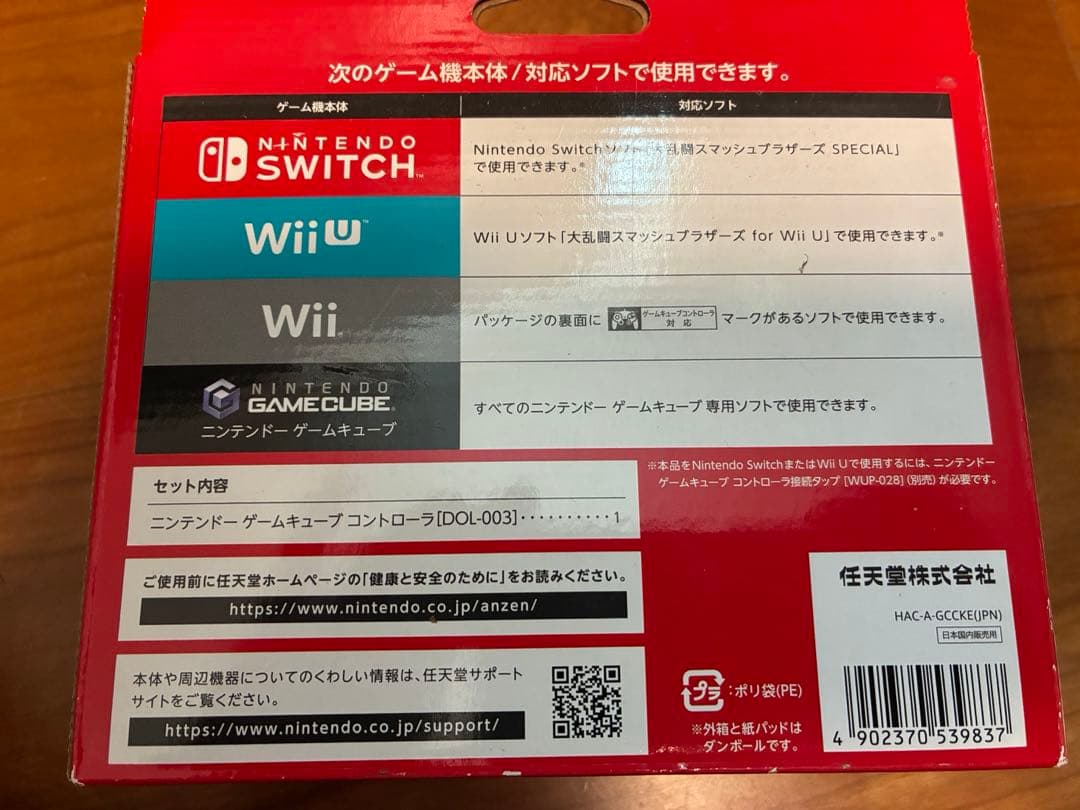 次のゲーム機本体/対応ソフトで使用できます。
ゲーム機本体
対応ソフト
NINTENDO
SWITCH™
Nintendo Switchソフト「大乱闘スマッシュブラザーズ SPECIAL」
で使用できます。*
Wii U™
Wii Uソフト「大乱闘スマッシュブラザーズ for Wii U」で使用できます。*
Wii
パッケージの裏面に ゲームキューブコントローラ 対応 マークがあるソフトで使用できます。
NINTENDO
GAMECUBE
ニンテンドー ゲームキューブ
すべてのニンテンドー ゲームキューブ 専用ソフトで使用できます。
※本品をNintendo SwitchまたはWii Uで使用するには、ニンテンドー
ゲームキューブ コントローラ接続タップ [WUP-028] (別売) が必要です。
セット内容
ニンテンドー ゲームキューブ コントローラ[DOL-003]··········1
ご使用前に任天堂ホームページの「健康と安全のために」をお読みください。
https://www.nintendo.co.jp/anzen/
本体や周辺機器についてのくわしい情報は、任天堂サポート
サイトをご覧ください。
https://www.nintendo.co.jp/support/
任天堂株式会社
HAC-A-GCCKE(JPN)
日本国内販売用
プラ:ポリ袋(PE)
※外箱と紙パッドは
ダンボールです。
4 902370 539837